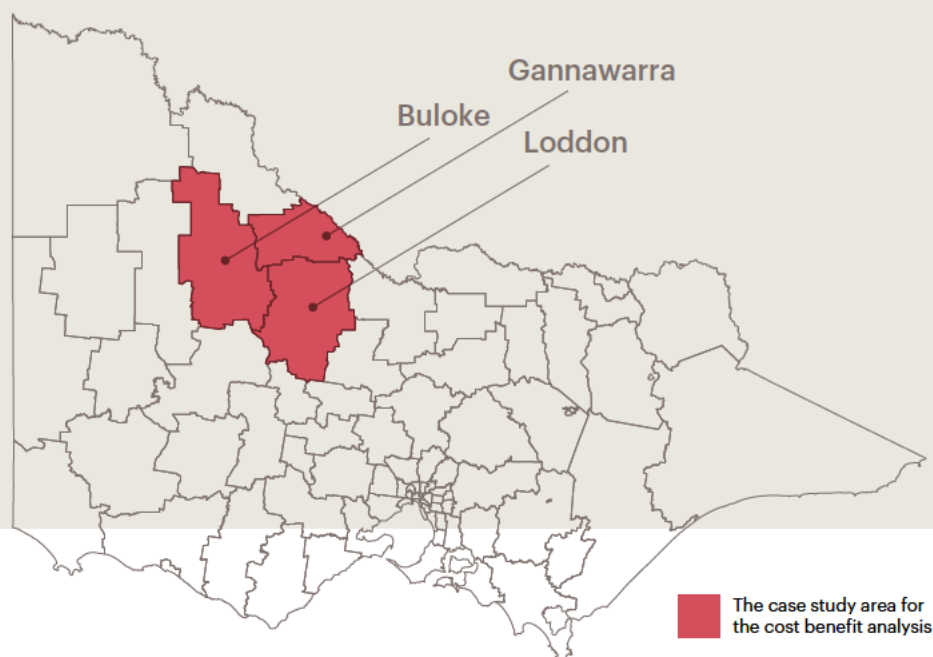 Gannawarra
Buloke
Loddon
The case study area for
the cost benefit analysis